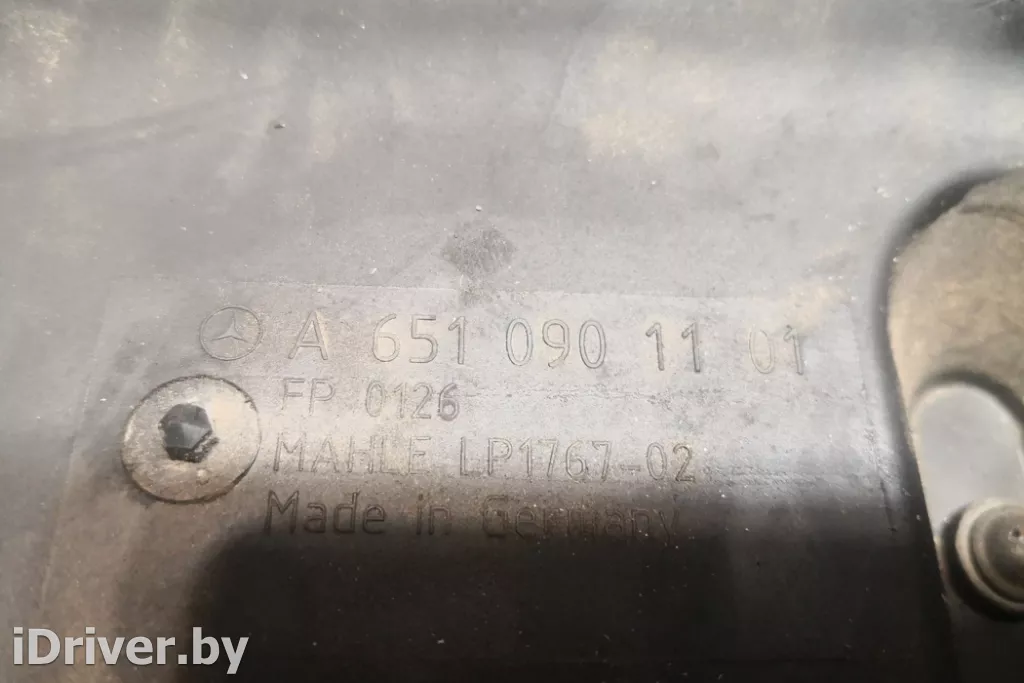 A 651 090 11 01
FP 0126
MAHLE LP1767-02
Made in Germany
iDriver.by